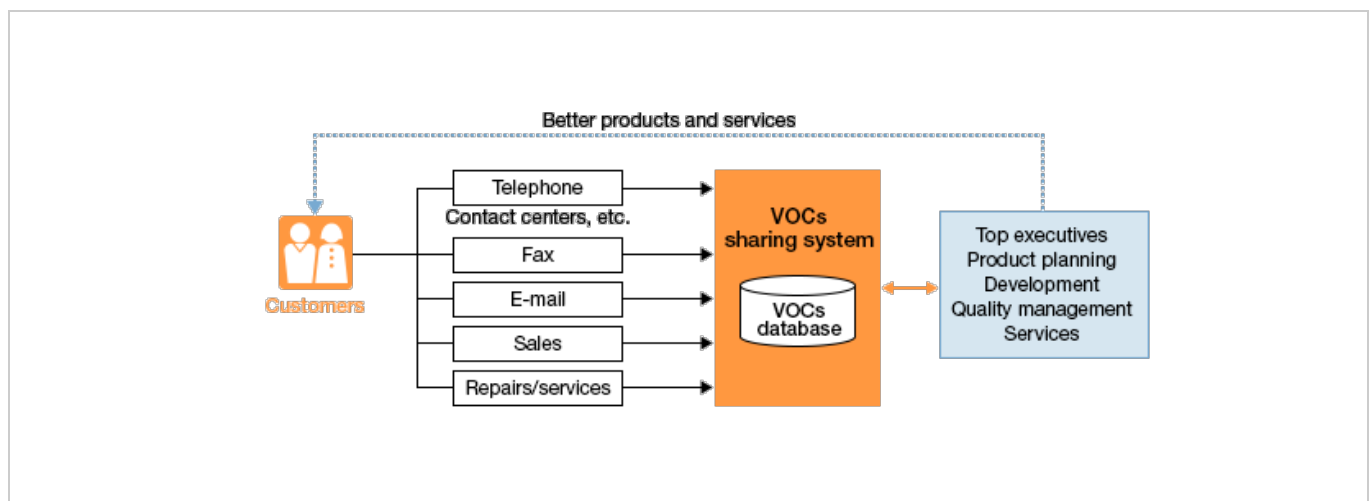 Better products and services
Telephone
Contact centers, etc.
Fax
E-mail
Sales
Repairs/services
Customers
VOCs
sharing system
VOCs
database
Top executives
Product planning
Development
Quality management
Services